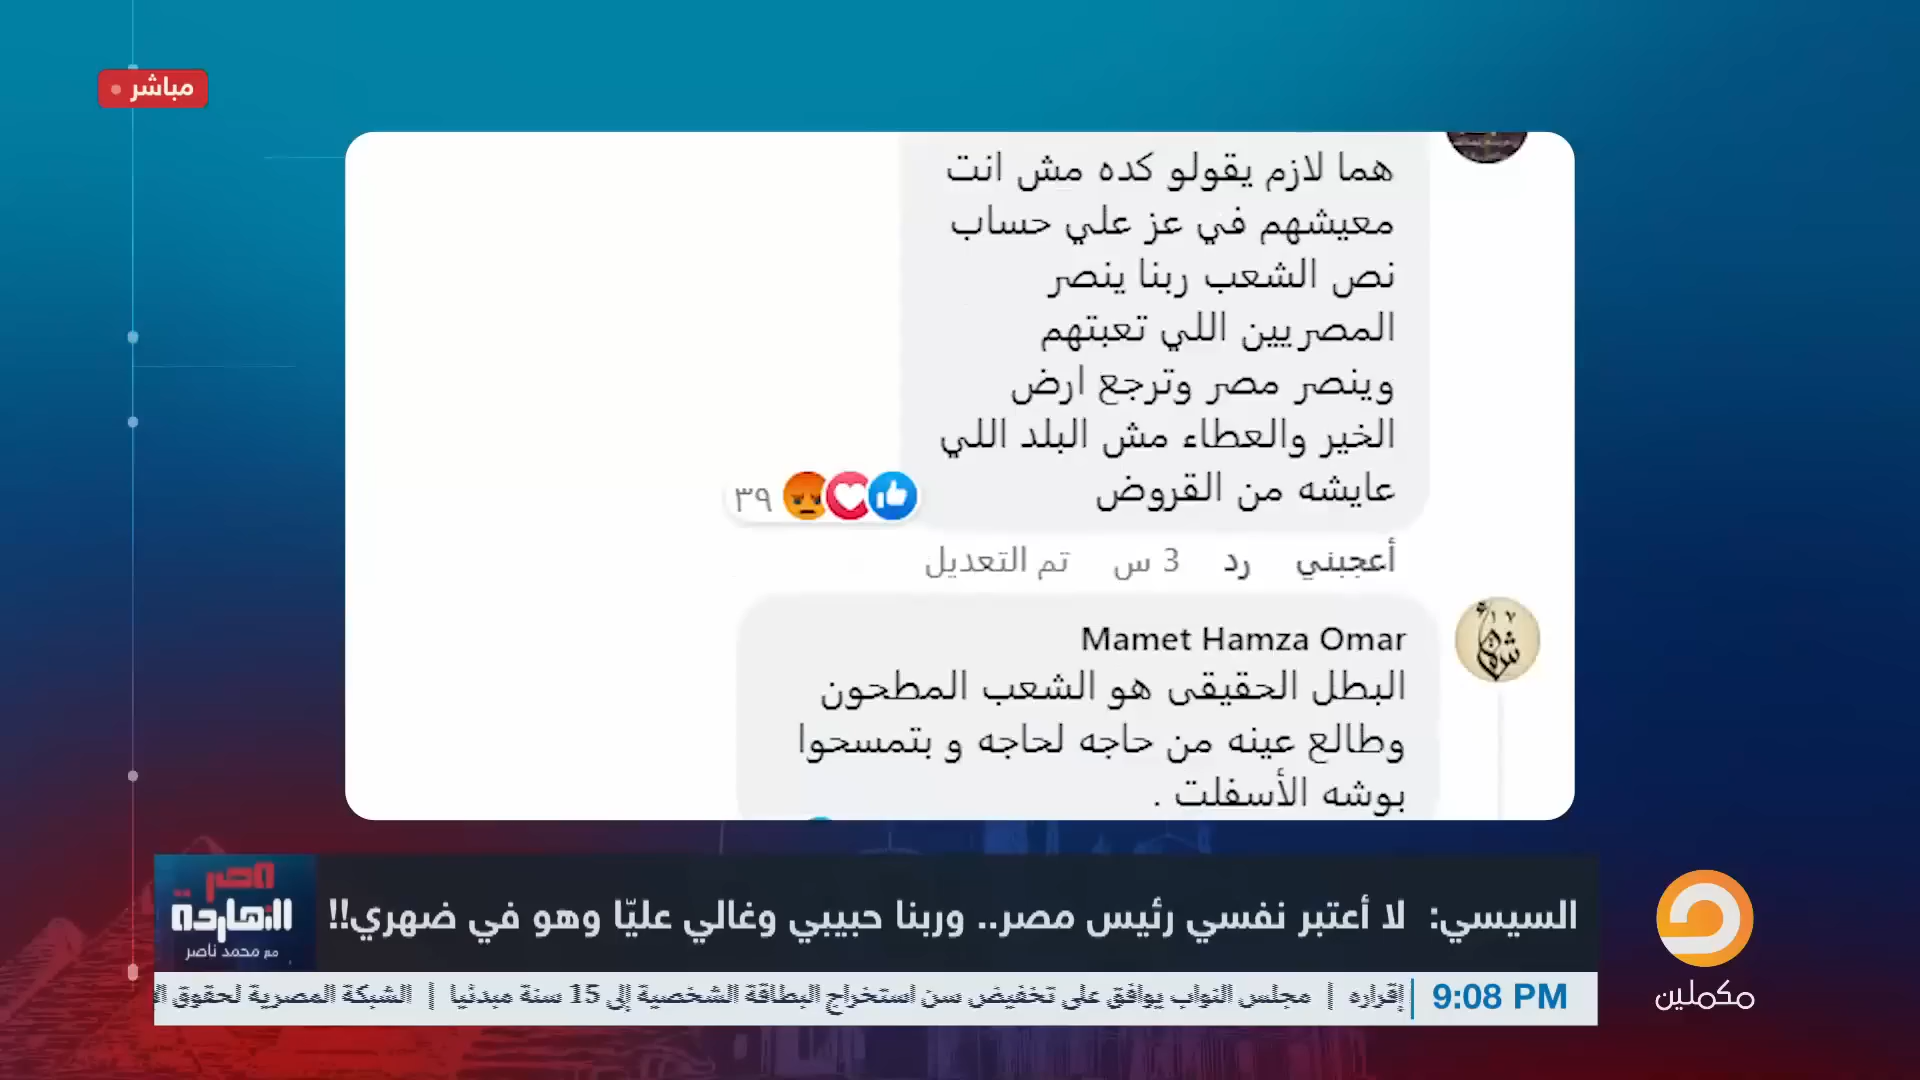 مباشر
هما لازم يقولو كده مش انت
معيشهم في عز علي حساب
نص الشعب ربنا ينصر
المصريين اللي تعبتهم
وينصر مصر وترجع ارض
الخير والعطاء مش البلد اللي
عايشه من القروض
٣٩
أعجبني رد 3 س تم التعديل
Mamet Hamza Omar
البطل الحقيقى هو الشعب المطحون
وطالع عينه من حاجه لحاجه و بتمسحوا
بوشه الأسفلت .
السيسي: لا أعتبر نفسي رئيس مصر.. وربنا حبيبي وغالي عليّا وهو في ضهري!!
مصر
النهاردة
مع محمد ناصر
9:08 PM
إقراره | مجلس النواب يوافق على تخفيض سن استخراج البطاقة الشخصية إلى 15 سنة مبدئيا | الشبكة المصرية لحقوق
مكملين